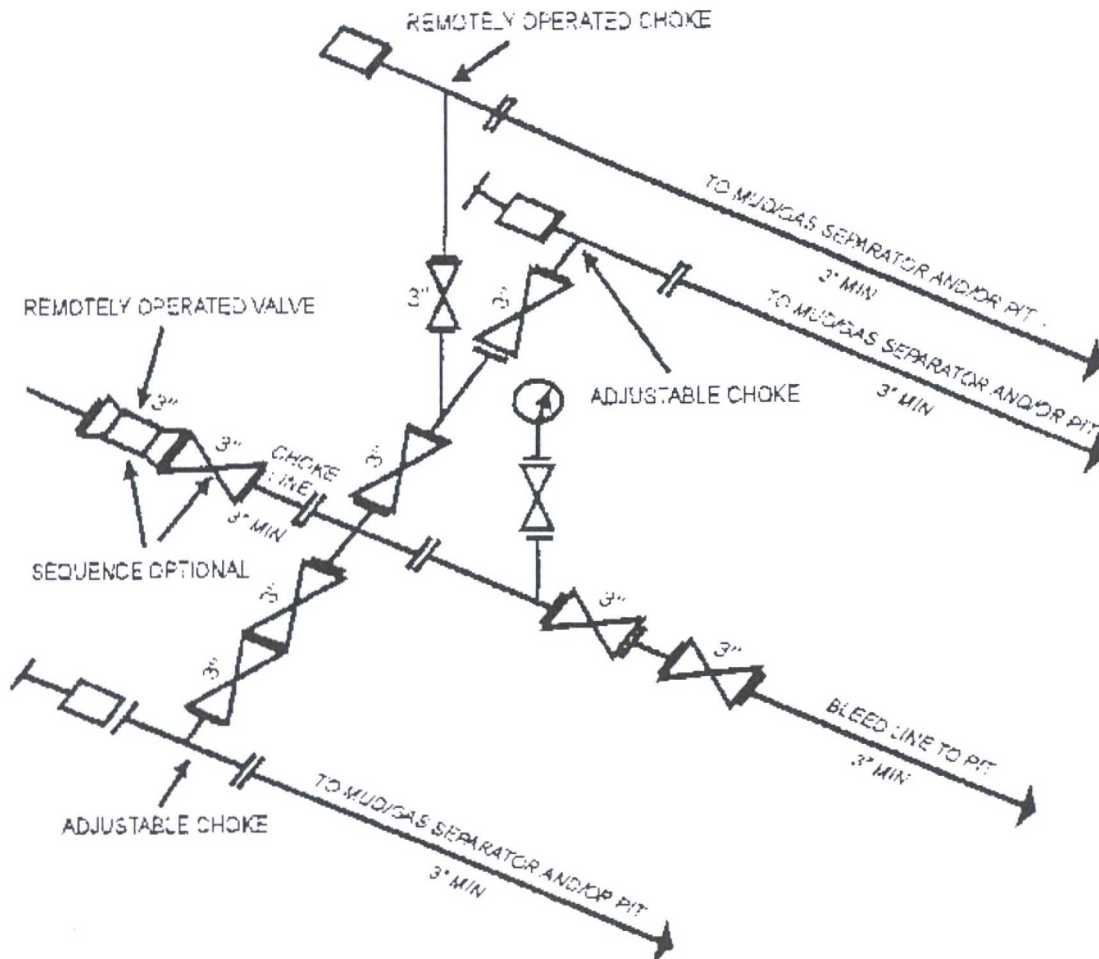 REMOTELY OPERATED CHOKE
TO MUD/GAS SEPARATOR AND/OR PIT
3" MIN
TO MUD/GAS SEPARATOR AND/OR PIT
3" MIN
3"
3"
REMOTELY OPERATED VALVE
ADJUSTABLE CHOKE
3"
3"
3"
CHOKE
LINE
3" MIN
SEQUENCE OPTIONAL
3"
3"
3"
3"
BLEED LINE TO PIT
3" MIN
ADJUSTABLE CHOKE
TO MUD/GAS SEPARATOR AND/OR PIT
3" MIN